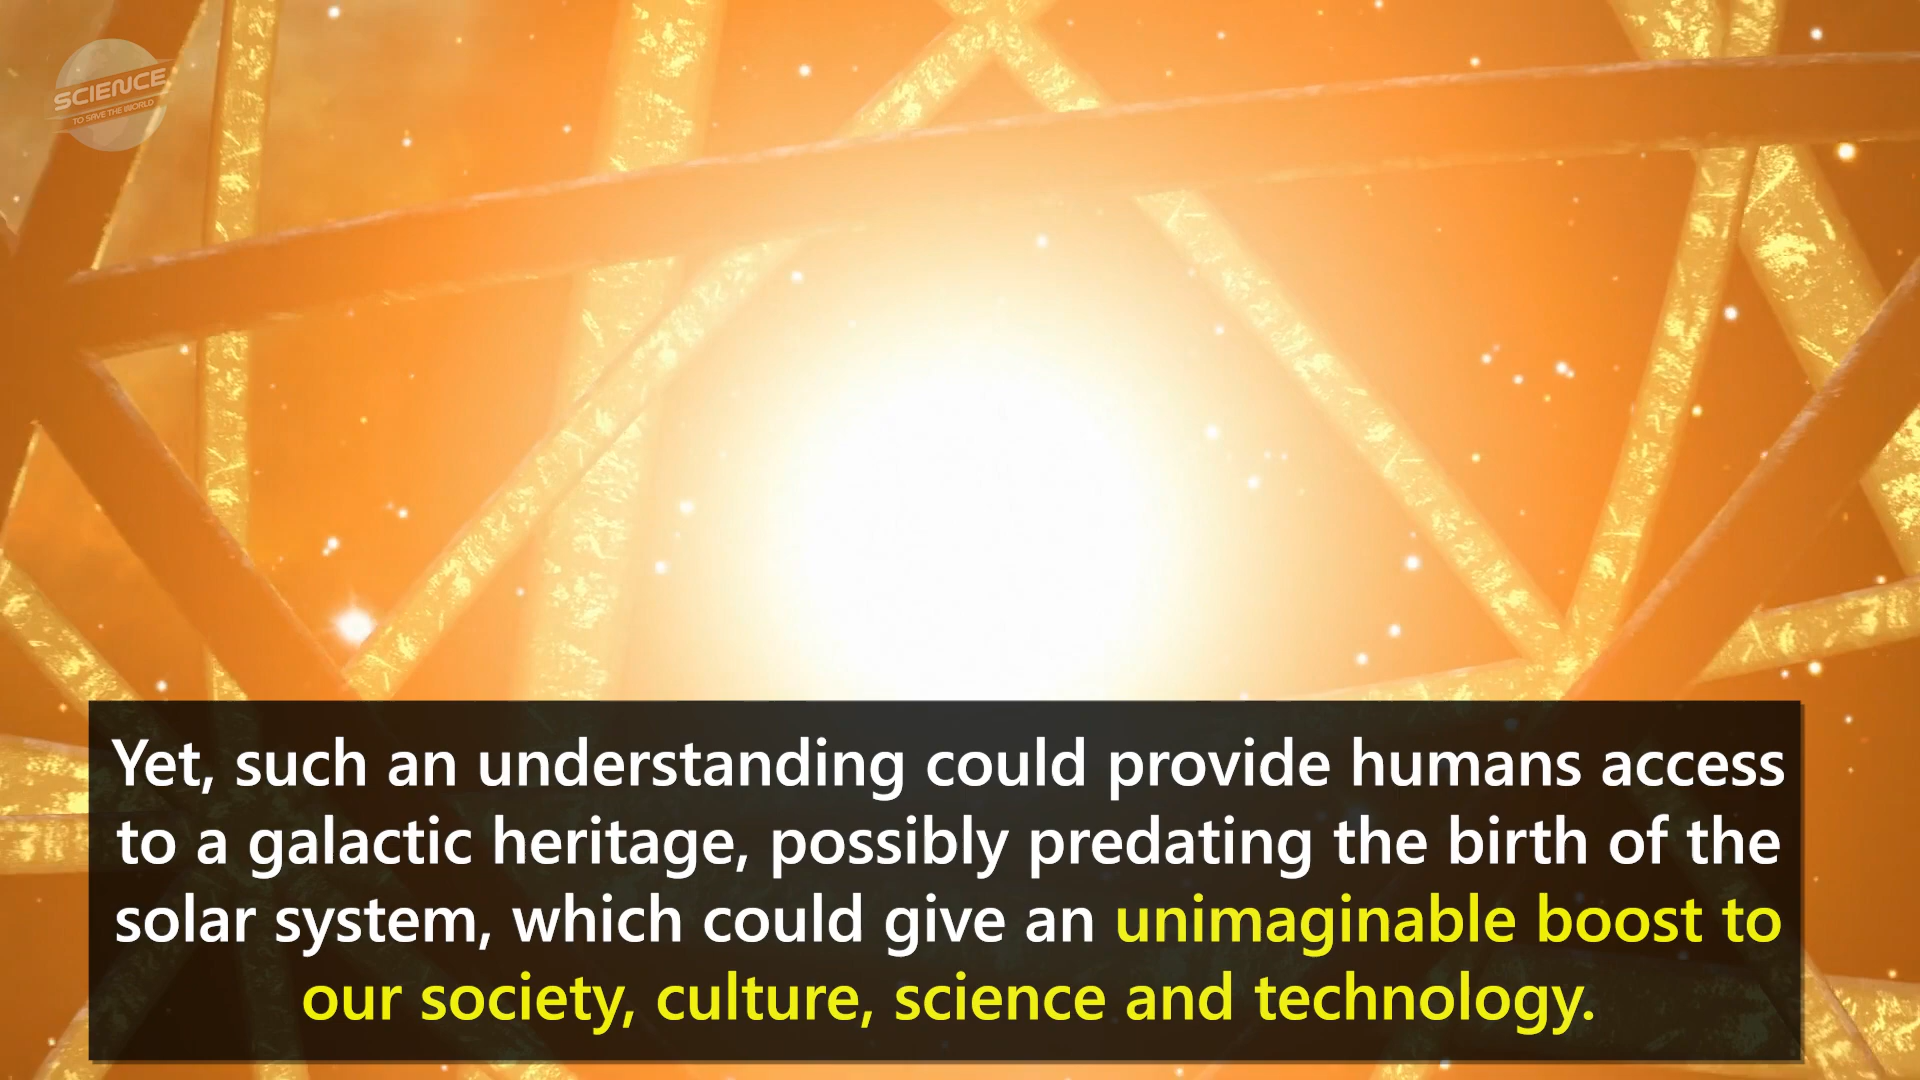 SCIENCE
TO SAVE THE WORLD
Yet, such an understanding could provide humans access
to a galactic heritage, possibly predating the birth of the
solar system, which could give an unimaginable boost to
our society, culture, science and technology.